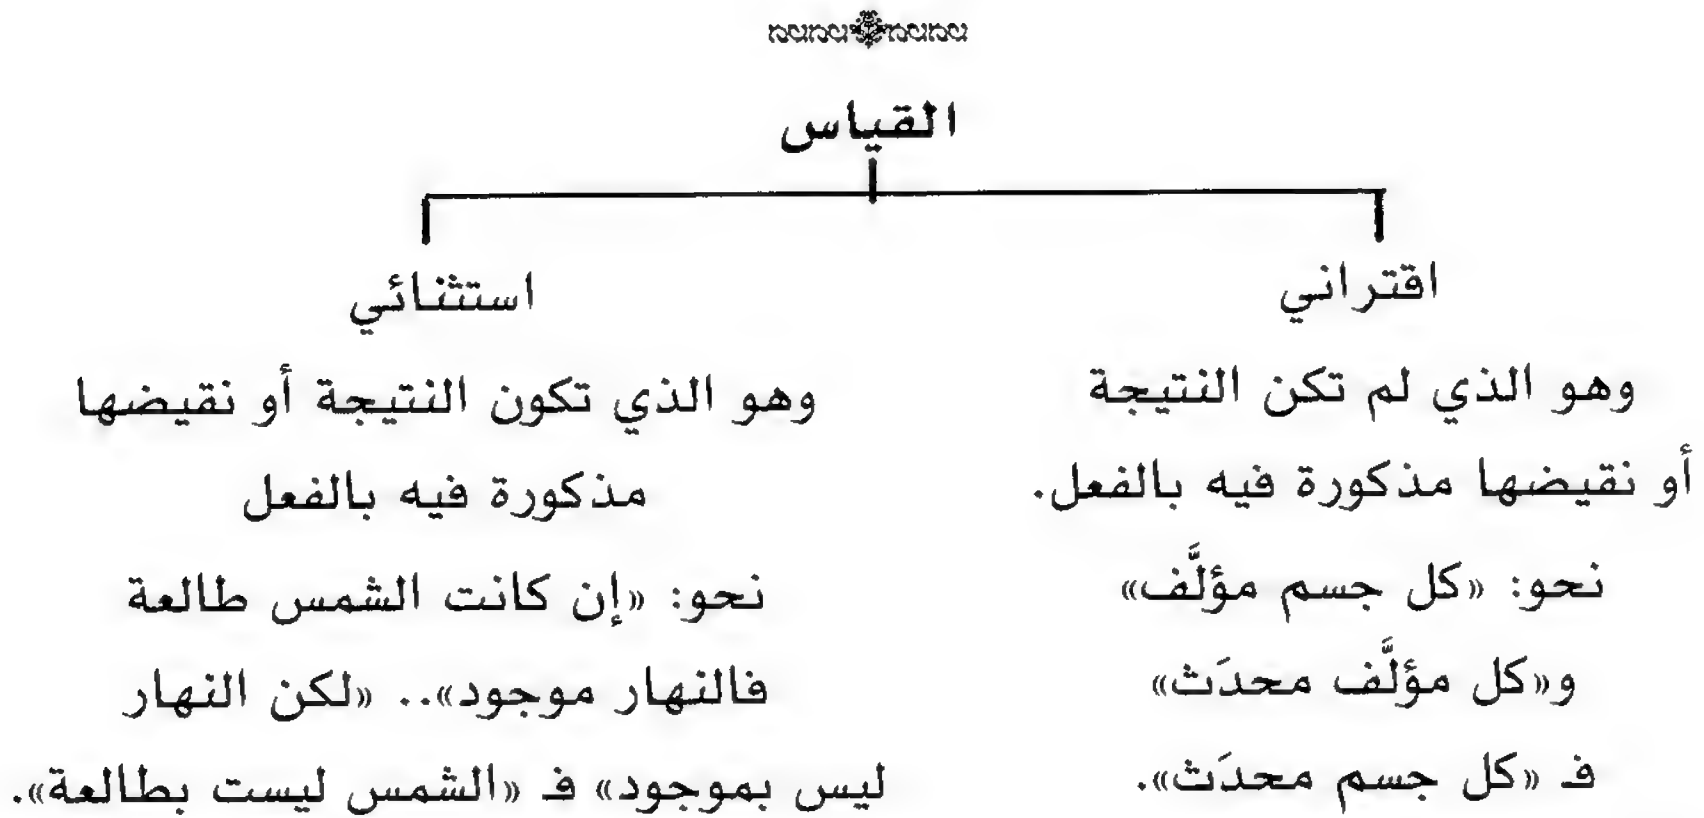 القياس
اقتراني
وهو الذي لم تكن النتيجة
أو نقيضها مذكورة فيه بالفعل.
نحو: «كل جسم مؤلَّف»
و«كل مؤلَّف محدَث»
فـ «كل جسم محدَث».
استثنائي
وهو الذي تكون النتيجة أو نقيضها
مذكورة فيه بالفعل
نحو: «إن كانت الشمس طالعة
فالنهار موجود».. «لكن النهار
ليس بموجود» فـ «الشمس ليست بطالعة».